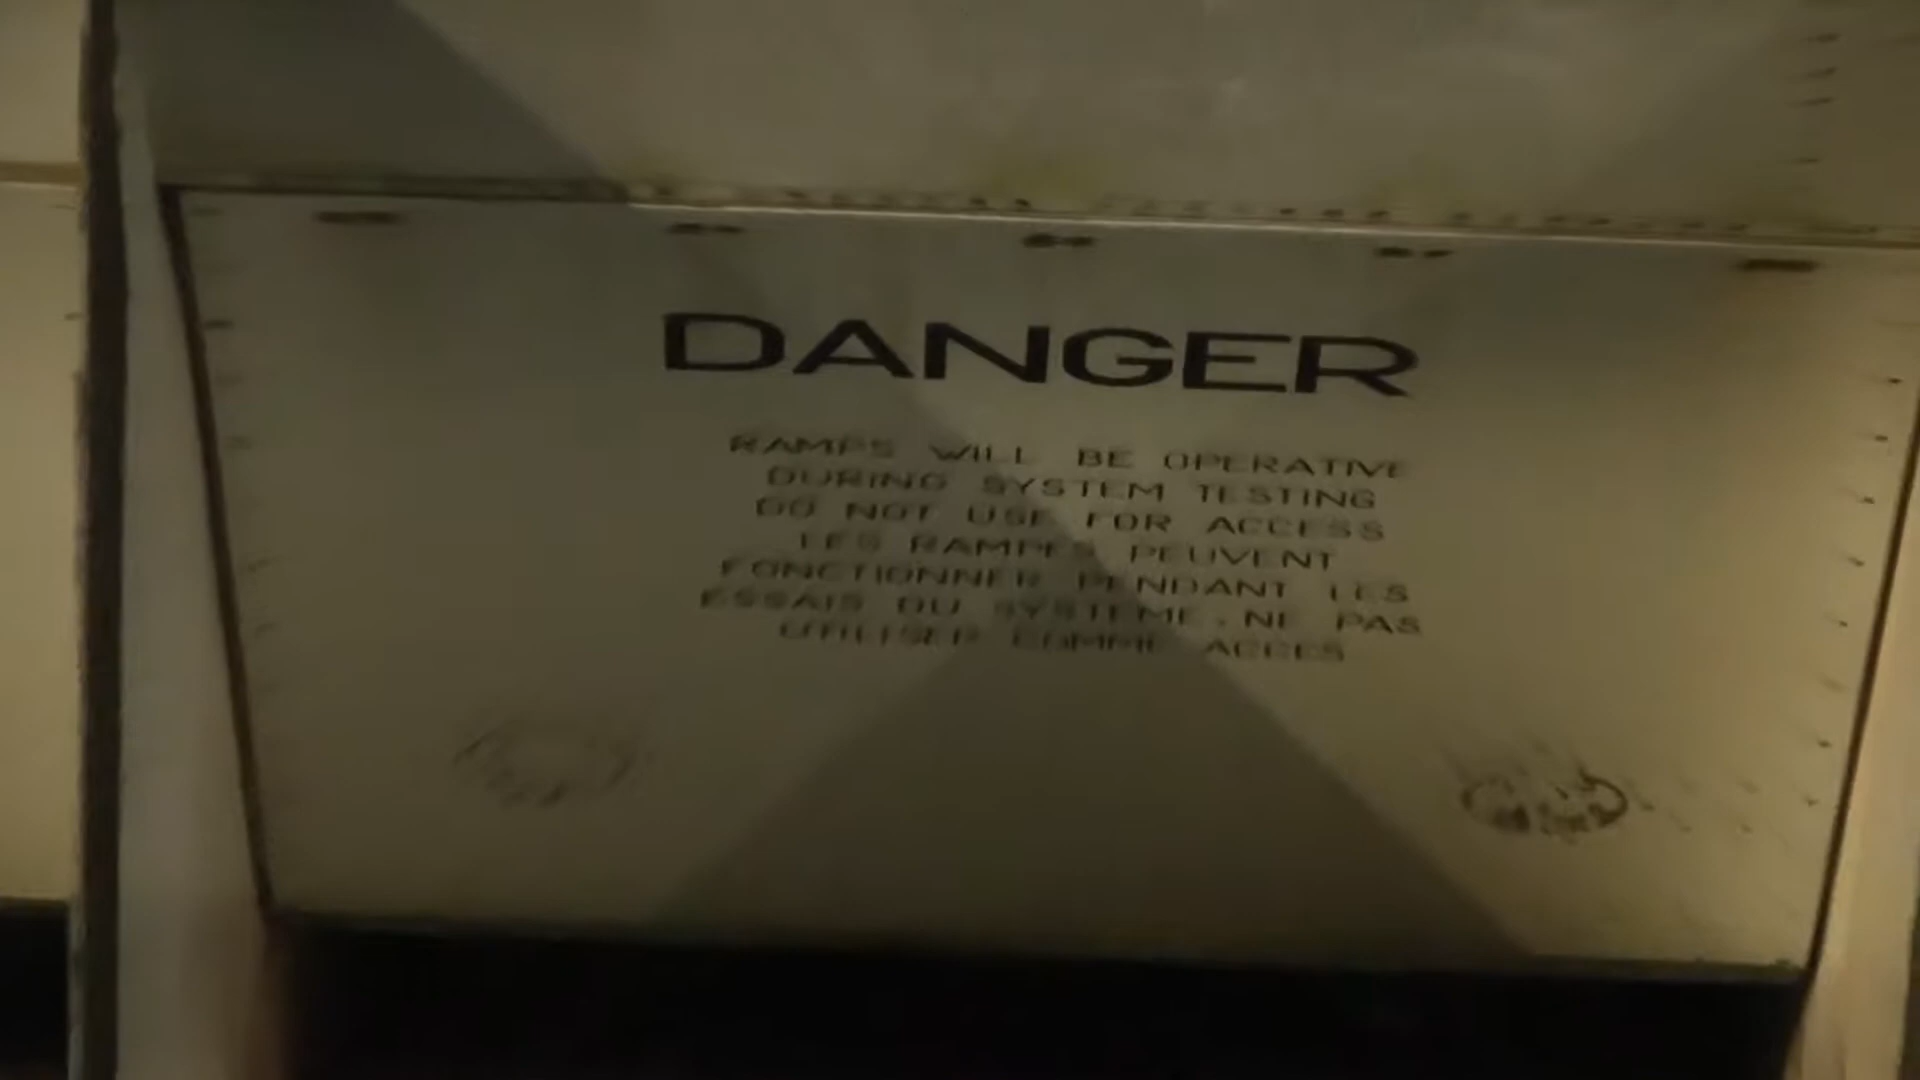 DANGER
RAMPS WILL BE OPERATIVE
DURING SYSTEM TESTING
DO NOT USE FOR ACCESS
LES RAMPES PEUVENT
FONCTIONNER PENDANT LES
ESSAIS DU SYSTEME. NE PAS
UTILISER COMME ACCES